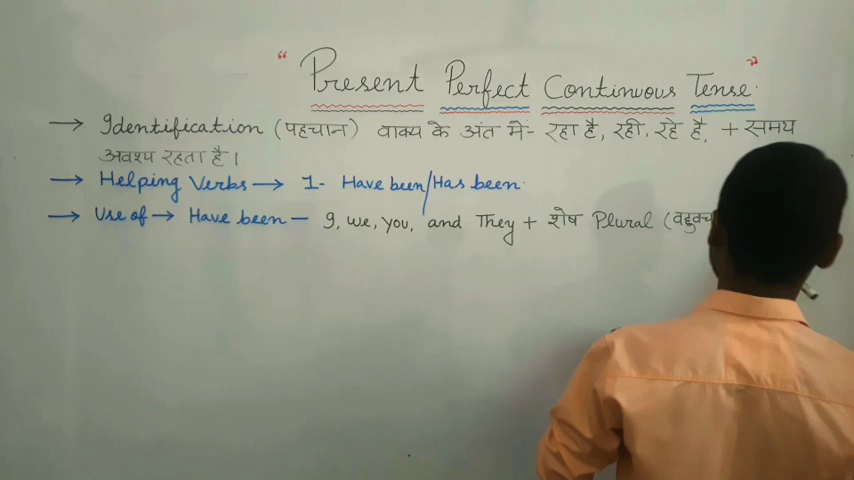 " Present Perfect Continuous Tense. "
→ Identification (पहचान) वाक्य के अंत में- रहा है, रही, रहे है, + समय
अवश्य रहता है।
→ Helping Verbs → 1- Have been/Has been.
→ Use of → Have been – I, we, you, and They + शेष Plural